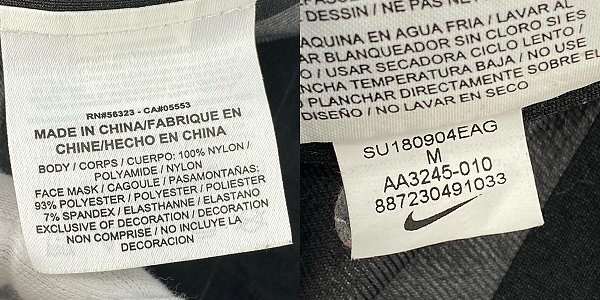 RN#56323 - CA#05553
MADE IN CHINA/FABRIQUE EN
CHINE/HECHO EN CHINA
BODY / CORPS / CUERPO: 100% NYLON /
POLYAMIDE / NYLON
FACE MASK / CAGOULE / PASAMONTAÑAS:
93% POLYESTER / POLYESTER / POLIESTER
7% SPANDEX / ELASTHANNE / ELASTANO
EXCLUSIVE OF DECORATION / DECORATION
NON COMPRISE / NO INCLUYE LA
DECORACION
DESSIN / NE PAS NET
AQUINA EN AGUA FRIA / LAVAR AL
AR BLANQUEADOR SIN CLORO SI ES
/ USAR SECADORA CICLO LENTO /
NCHA TEMPERATURA BAJA / NO U
O PLANCHAR DIRECTAMENTE SOBRE EL
DISEÑO / NO LAVAR EN SECO
SU180904EAG
M
AA3245-010
887230491033